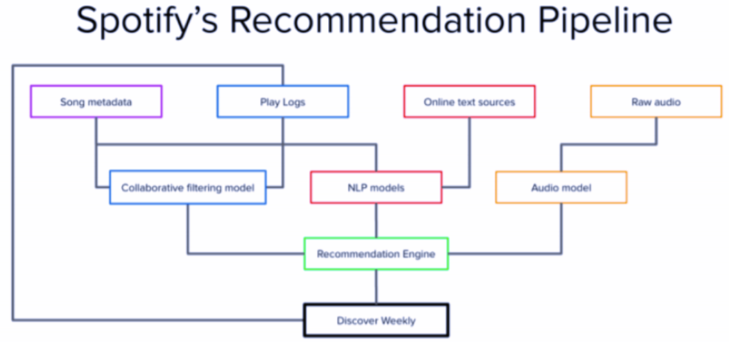 Spotify's Recommendation Pipeline
Song metadata
Play Logs
Online text sources
Raw audio
Collaborative filtering model
NLP models
Audio model
Recommendation Engine
Discover Weekly